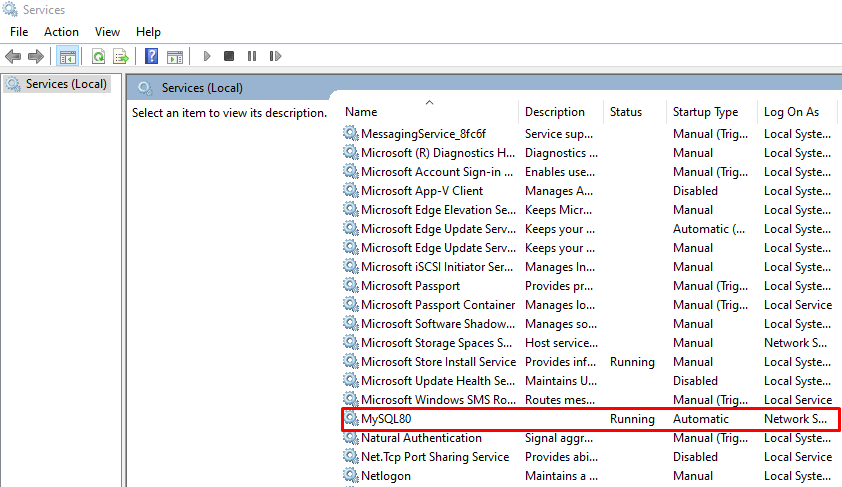 Services
File Action View Help
Services (Local)
Services (Local)
Select an item to view its description.
Name Description Status Startup Type Log On As
MessagingService_8fc6f Service sup... Manual (Trig... Local Syste...
Microsoft (R) Diagnostics H... Diagnostics ... Manual Local Syste...
Microsoft Account Sign-in ... Enables use... Manual (Trig... Local Syste...
Microsoft App-V Client Manages A... Disabled Local Syste...
Microsoft Edge Elevation Se... Keeps Micr... Manual Local Syste...
Microsoft Edge Update Serv... Keeps your ... Automatic (... Local Syste...
Microsoft Edge Update Serv... Keeps your ... Manual Local Syste...
Microsoft iSCSI Initiator Ser... Manages In... Manual Local Syste...
Microsoft Passport Provides pr... Manual (Trig... Local Syste...
Microsoft Passport Container Manages lo... Manual (Trig... Local Service
Microsoft Software Shadow... Manages so... Manual Local Syste...
Microsoft Storage Spaces S... Host service... Manual Network S...
Microsoft Store Install Service Provides inf... Running Manual Local Syste...
Microsoft Update Health Se... Maintains U... Disabled Local Syste...
Microsoft Windows SMS Ro... Routes mes... Manual (Trig... Local Service
MySQL80 Running Automatic Network S...
Natural Authentication Signal aggr... Manual (Trig... Local Syste...
Net.Tcp Port Sharing Service Provides abi... Disabled Local Service
Netlogon Maintains a ... Manual Local Syste...